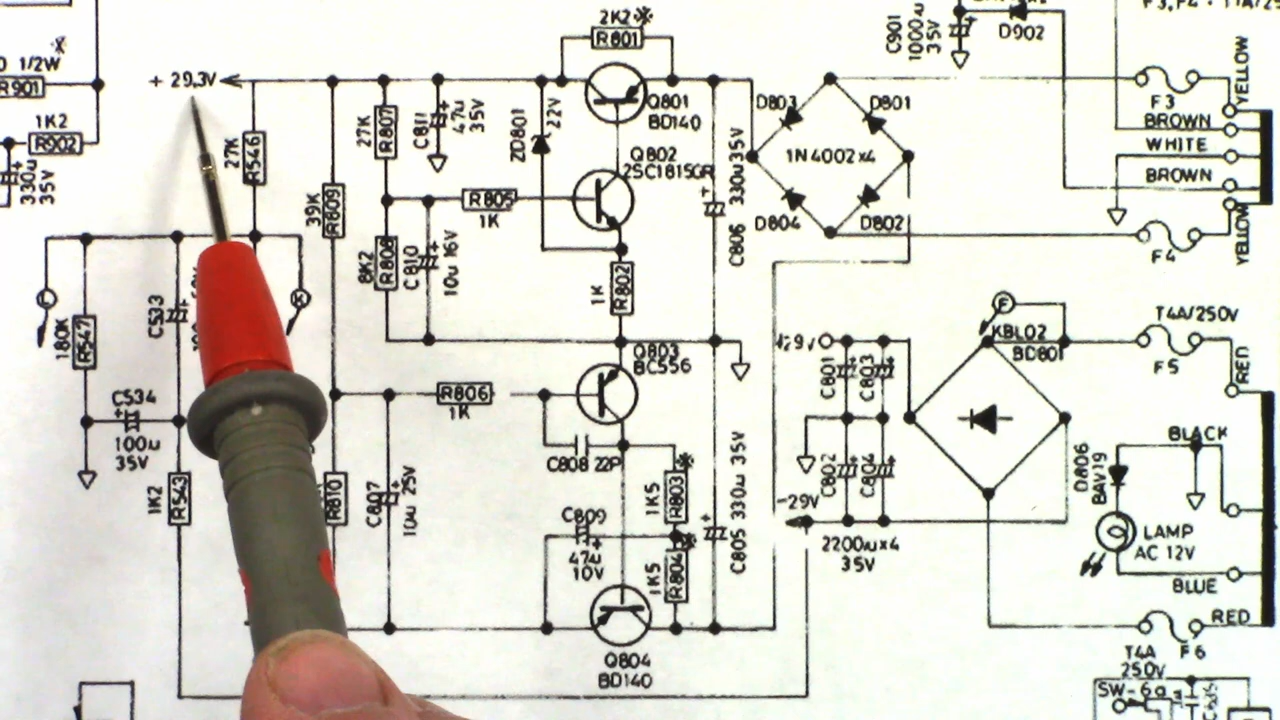 2K2※
R801
D902
C901
1000u
35V
1/2W
※
R901
+ 29,3V
1K2
R902
330u
35V
27K
R546
27K
R807
C811
47u
35V
ZD801
22V
Q801
BD140
Q802
2SC1815GR
D803
D801
1N4002x4
D804
D802
330u 35V
C806
F3
YELLOW
BROWN
WHITE
BROWN
YELLOW
F4
39K
R809
R805
1K
8K2
R808
C810
10u 16V
1K
R802
C533
180K
R547
C534
100u
35V
Q803
BC556
R806
1K
C808 22P
F
KBL02
BD801
T4A/250V
F5
RED
C801
C803
C802
C804
-29V
2200ux4
35V
BLACK
D806
BAV19
LAMP
AC 12V
BLUE
1K2
R543
R810
C807
10u 25V
C809
47u
10V
1K5
R803
※
※
1K5
R804
C805 330u 35V
Q804
BD140
RED
T4A
250V
F6
SW-6a